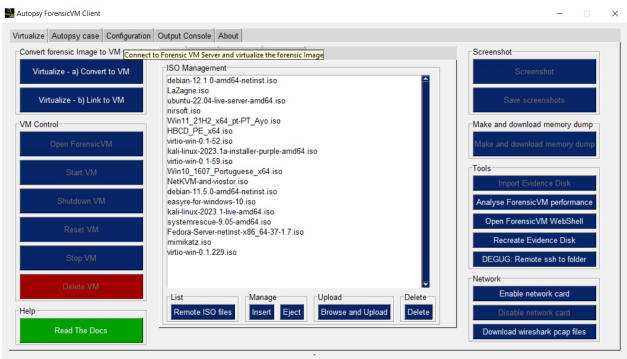 Autopsy ForensicVM Client
Virtualize Autopsy case Configuration Output Console About
Convert forensic Image to VM
Connect to Forensic VM Server and virtualize the forensic Image
Virtualize - a) Convert to VM
Virtualize - b) Link to VM
VM Control
Open ForensicVM
Start VM
Shutdown VM
Reset VM
Stop VM
Delete VM
Help
Read The Docs
ISO Management
debian-12.1.0-amd64-netinst.iso
LaZagne.iso
ubuntu-22.04-live-server-amd64.iso
nirsoft.iso
Win11_21H2_x64_pt-PT_Ayo.iso
HBCD_PE_x64.iso
virtio-win-0.1-52.iso
kali-linux-2023.1a-installer-purple-amd64.iso
virtio-win-0.1-59.iso
Win10_1607_Portuguese_x64.iso
NetKVM-and-viostor.iso
debian-11.5.0-amd64-netinst.iso
easyre-for-windows-10.iso
kali-linux-2023.1-live-amd64.iso
systemrescue-9.05-amd64.iso
Fedora-Server-netinst-x86_64-37-1.7.iso
mimikatz.iso
virtio-win-0.1.229.iso
List
Remote ISO files
Manage
Insert Eject
Upload
Browse and Upload
Delete
Delete
Screenshot
Screenshot
Save screenshots
Make and download memory dump
Make and download memory dump
Tools
Import Evidence Disk
Analyse ForensicVM performance
Open ForensicVM WebShell
Recreate Evidence Disk
DEGUG: Remote ssh to folder
Network
Enable network card
Disable network card
Download wireshark pcap files